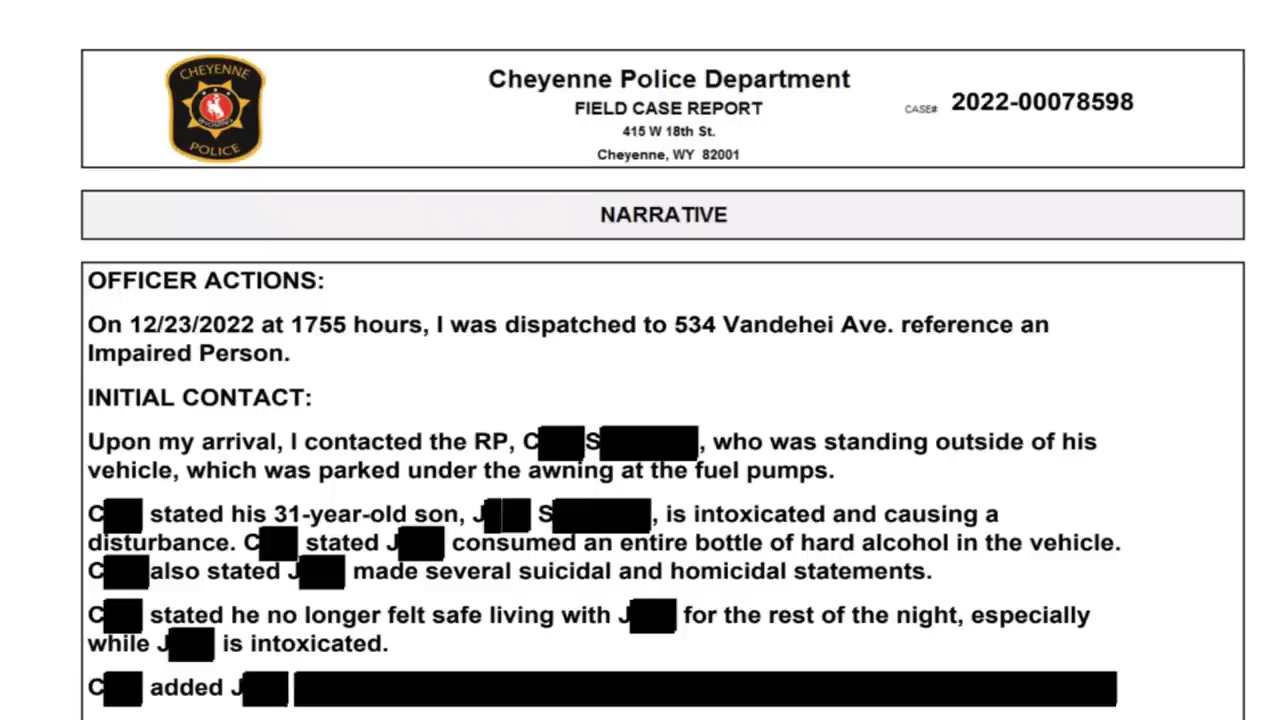 CHEYENNE
WYOMING
POLICE
Cheyenne Police Department
FIELD CASE REPORT
415 W 18th St.
Cheyenne, WY 82001
CASE# 2022-00078598
NARRATIVE
OFFICER ACTIONS:
On 12/23/2022 at 1755 hours, I was dispatched to 534 Vandehei Ave. reference an
Impaired Person.
INITIAL CONTACT:
Upon my arrival, I contacted the RP, C S , who was standing outside of his
vehicle, which was parked under the awning at the fuel pumps.
C stated his 31-year-old son, J S , is intoxicated and causing a
disturbance. C stated J consumed an entire bottle of hard alcohol in the vehicle.
C also stated J made several suicidal and homicidal statements.
C stated he no longer felt safe living with J for the rest of the night, especially
while J is intoxicated.
C added J